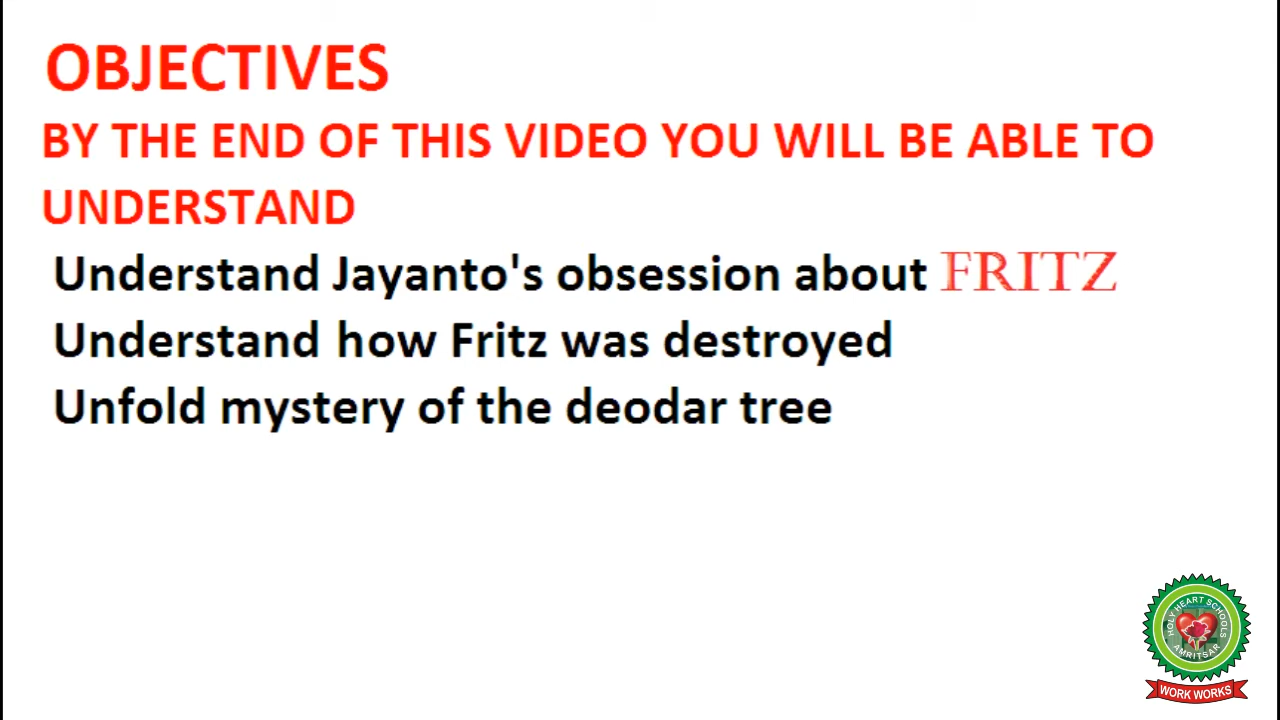 OBJECTIVES
BY THE END OF THIS VIDEO YOU WILL BE ABLE TO
UNDERSTAND
Understand Jayanto's obsession about FRITZ
Understand how Fritz was destroyed
Unfold mystery of the deodar tree
HOLY HEART SCHOOLS
AMRITSAR
WORK WORKS